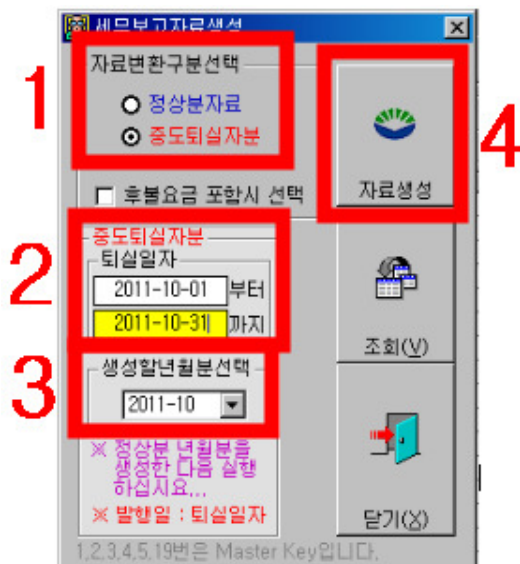 세무보고자료생성
1
자료변환구분선택
정상분자료
중도퇴실자분
4
자료생성
후불요금 포함시 선택
2
중도퇴실자분
퇴실일자
2011-10-01 부터
2011-10-31 까지
조회(V)
3
생성할년월분선택
2011-10
※ 정상분 년월분을
생성한 다음 실행
하십시요...
※ 발행일 : 퇴실일자
닫기(X)
1,2,3,4,5,19번은 Master Key입니다.